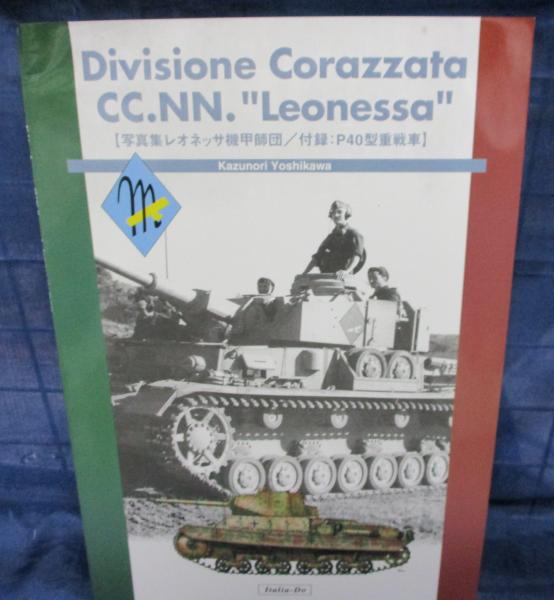 Divisione Corazzata
CC.NN. "Leonessa"
【写真集レオネッサ機甲師団／付録：P40型重戦車】
Kazunori Yoshikawa
m
Italia-Do